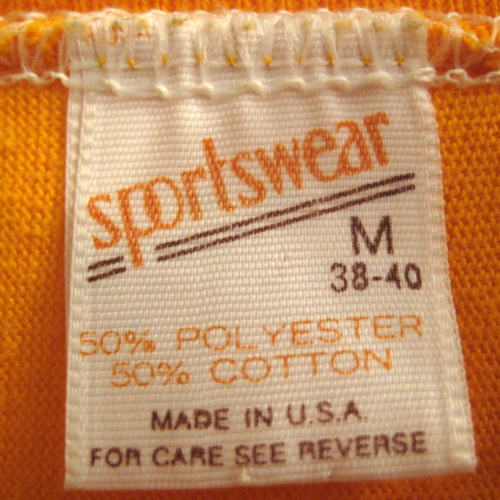 sportswear
M
38-40
50% POLYESTER
50% COTTON
MADE IN U.S.A.
FOR CARE SEE REVERSE